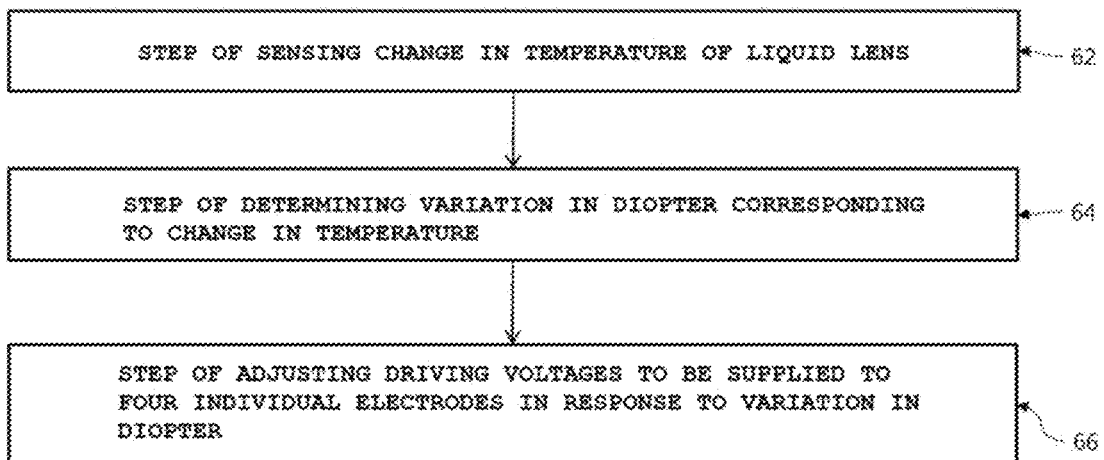 STEP OF SENSING CHANGE IN TEMPERATURE OF LIQUID LENS
62
STEP OF DETERMINING VARIATION IN DIOPTER CORRESPONDING
TO CHANGE IN TEMPERATURE
64
STEP OF ADJUSTING DRIVING VOLTAGES TO BE SUPPLIED TO
FOUR INDIVIDUAL ELECTRODES IN RESPONSE TO VARIATION IN
DIOPTER
66